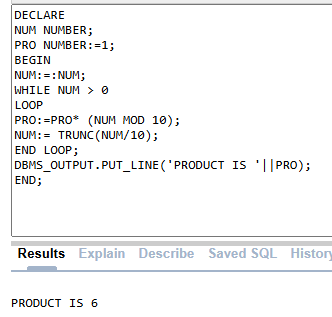 DECLARE
NUM NUMBER;
PRO NUMBER:=1;
BEGIN
NUM:=:NUM;
WHILE NUM > 0
LOOP
PRO:=PRO* (NUM MOD 10);
NUM:= TRUNC(NUM/10);
END LOOP;
DBMS_OUTPUT.PUT_LINE('PRODUCT IS '||PRO);
END;
Results Explain Describe Saved SQL History
PRODUCT IS 6